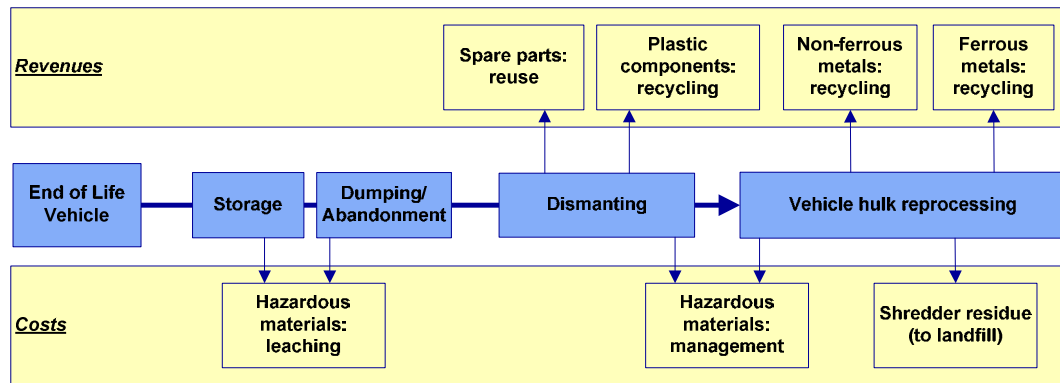 Revenues
Spare parts:
reuse
Plastic
components:
recycling
Non-ferrous
metals:
recycling
Ferrous
metals:
recycling
End of Life
Vehicle
Storage
Dumping/
Abandonment
Dismanting
Vehicle hulk reprocessing
Costs
Hazardous
materials:
leaching
Hazardous
materials:
management
Shredder residue
(to landfill)